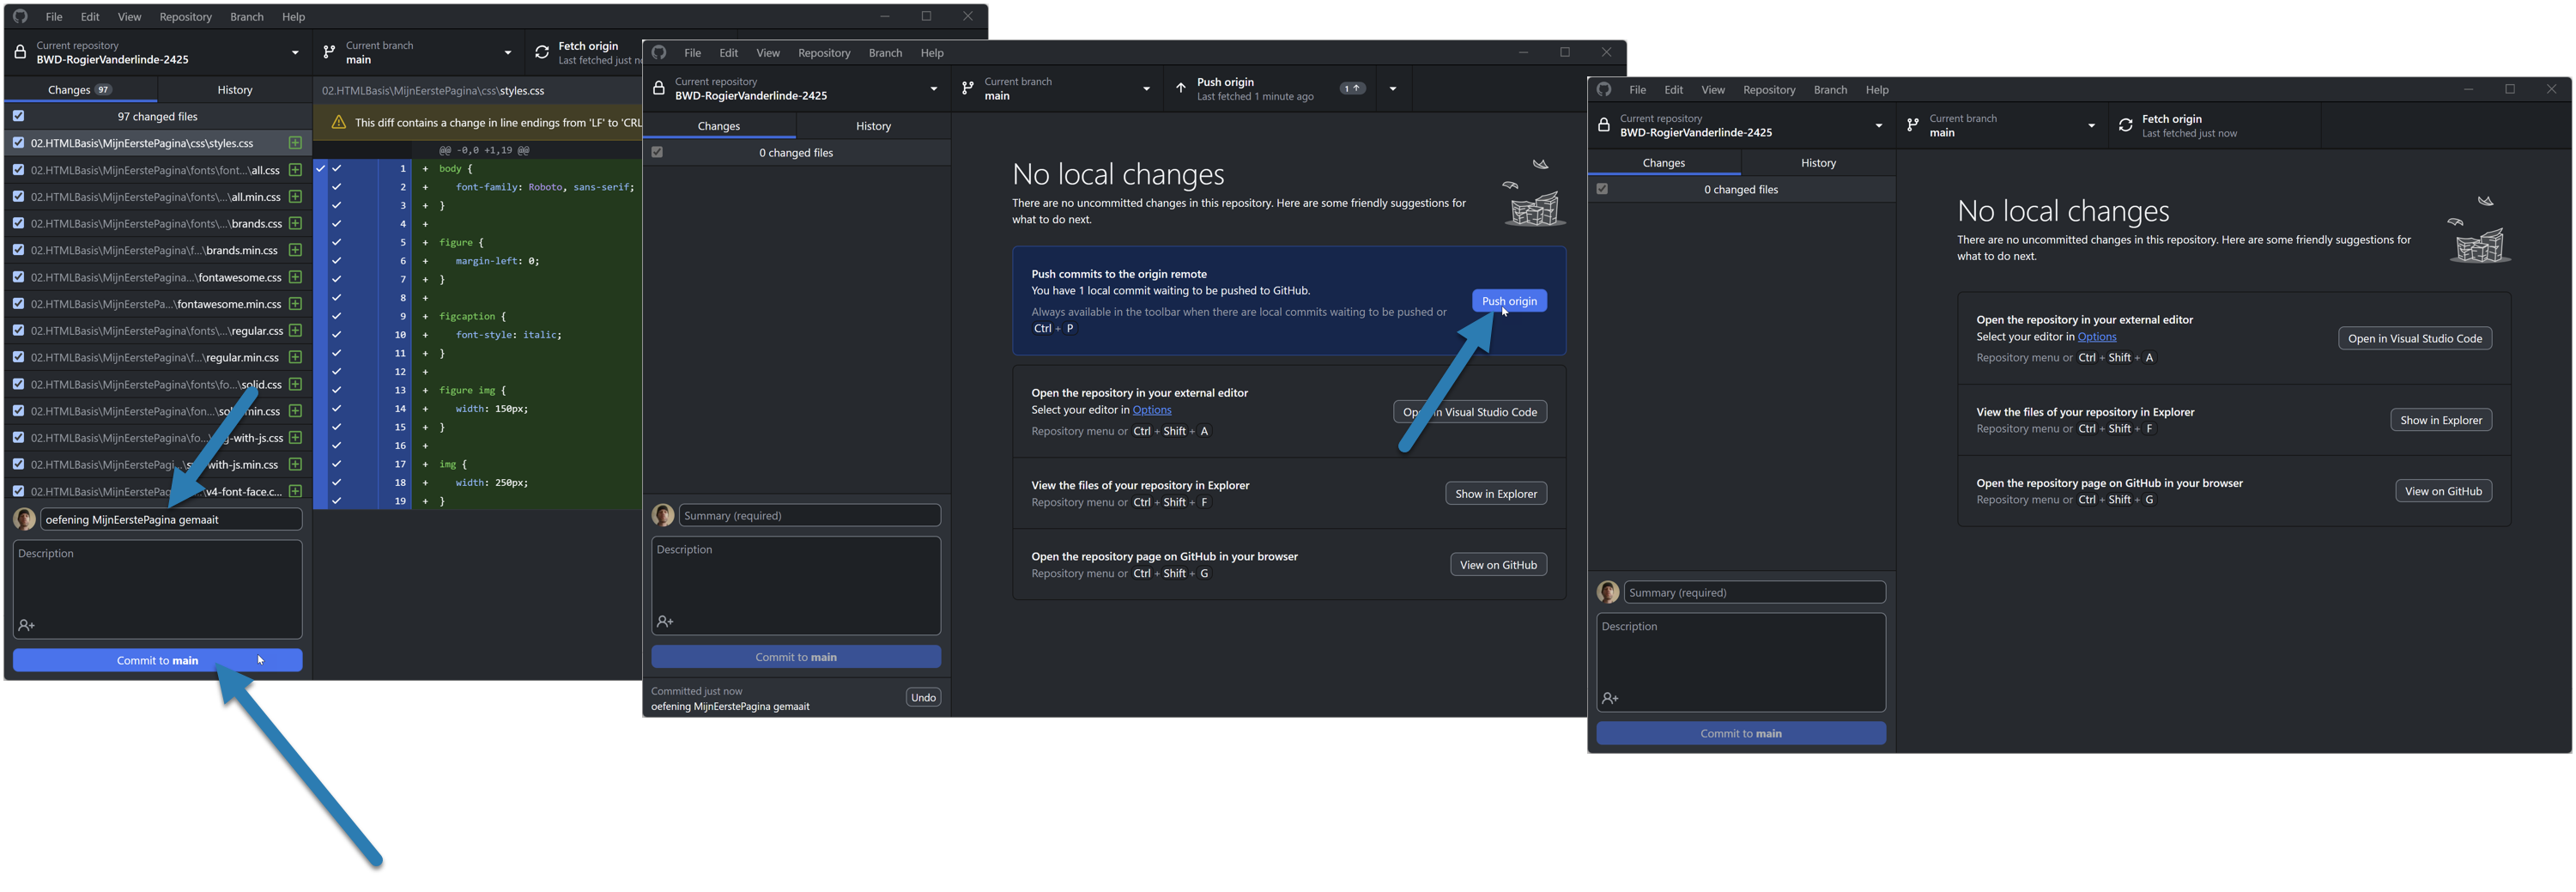 File Edit View Repository Branch Help
Current repository
BWD-RogierVanderlinde-2425
Current branch
main
Fetch origin
Last fetched just
Changes 97
History
02.HTMLBasis\MijnEerstePagina\css\styles.css
97 changed files
This diff contains a change in line endings from 'LF' to 'CRL
02.HTMLBasis\MijnEerstePagina\css\styles.css
02.HTMLBasis\MijnEerstePagina\fonts\font...\all.css
02.HTMLBasis\MijnEerstePagina\fonts\...\all.min.css
02.HTMLBasis\MijnEerstePagina\fonts\...\brands.css
02.HTMLBasis\MijnEerstePagina\f...\brands.min.css
02.HTMLBasis\MijnEerstePagina...\fontawesome.css
02.HTMLBasis\MijnEerstePa...\fontawesome.min.css
02.HTMLBasis\MijnEerstePagina\fonts\...\regular.css
02.HTMLBasis\MijnEerstePagina\f...\regular.min.css
02.HTMLBasis\MijnEerstePagina\fonts\fo...\solid.css
02.HTMLBasis\MijnEerstePagina\fon...
02.HTMLBasis\MijnEerstePagina\fo...
02.HTMLBasis\MijnEerstePagi...
v4-font-face.c...
@@ -0,0 +1,19 @@
1 + body {
2 + font-family: Roboto, sans-serif;
3 + }
4 +
5 + figure {
6 + margin-left: 0;
7 + }
8 +
9 + figcaption {
10 + font-style: italic;
11 + }
12 +
13 + figure img {
14 + width: 150px;
15 + }
16 +
17 + img {
18 + width: 250px;
19 + }
oefening MijnEerstePagina gemaait
Description
Commit to main
File Edit View Repository Branch Help
Current repository
BWD-RogierVanderlinde-2425
Current branch
main
Push origin
Last fetched 1 minute ago
1
Changes
History
0 changed files
No local changes
There are no uncommitted changes in this repository. Here are some friendly suggestions for
what to do next.
Push commits to the origin remote
You have 1 local commit waiting to be pushed to GitHub.
Always available in the toolbar when there are local commits waiting to be pushed or
Ctrl + P
Push origin
Open the repository in your external editor
Select your editor in Options
Repository menu or Ctrl + Shift + A
Visual Studio Code
View the files of your repository in Explorer
Repository menu or Ctrl + Shift + F
Show in Explorer
Open the repository page on GitHub in your browser
Repository menu or Ctrl + Shift + G
View on GitHub
Summary (required)
Description
Commit to main
Committed just now
oefening MijnEerstePagina gemaait
Undo
File Edit View Repository Branch Help
Current repository
BWD-RogierVanderlinde-2425
Current branch
main
Fetch origin
Last fetched just now
Changes
History
0 changed files
No local changes
There are no uncommitted changes in this repository. Here are some friendly suggestions for
what to do next.
Open the repository in your external editor
Select your editor in Options
Repository menu or Ctrl + Shift + A
Open in Visual Studio Code
View the files of your repository in Explorer
Repository menu or Ctrl + Shift + F
Show in Explorer
Open the repository page on GitHub in your browser
Repository menu or Ctrl + Shift + G
View on GitHub
Summary (required)
Description
Commit to main